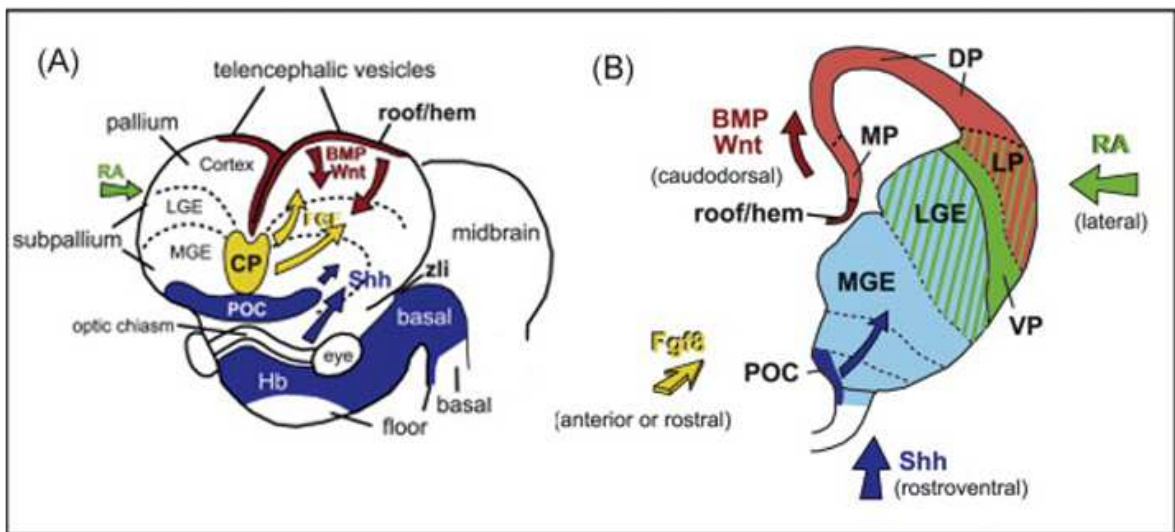 (A)
telencephalic vesicles
roof/hem
pallium
Cortex
BMP
Wnt
RA
LGE
subpallium
MGE
CP
midbrain
Shh
zli
POC
optic chiasm
eye
basal
Hb
basal
floor
(B)
DP
BMP
Wnt
(caudodorsal)
MP
LP
RA
(lateral)
roof/hem
LGE
MGE
VP
Fgf8
(anterior or rostral)
POC
Shh
(rostroventral)